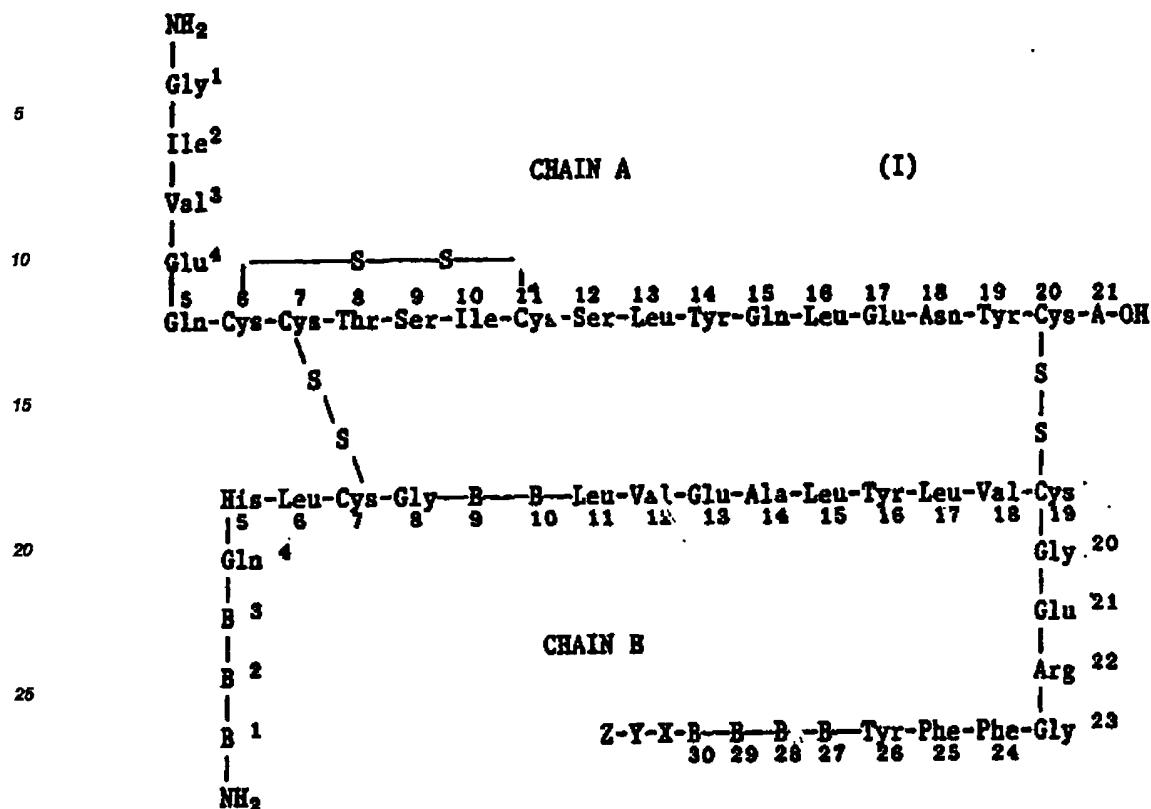 NH₂
Gly¹
5
Ile²
CHAIN A (I)
Val³
10 Glu⁴ S S
5 6 7 8 9 10 11 12 13 14 15 16 17 18 19 20 21
Gln-Cys-Cys-Thr-Ser-Ile-Cys-Ser-Leu-Tyr-Gln-Leu-Glu-Asn-Tyr-Cys-A-OH
S S
15
S S
His-Leu-Cys-Gly-B-B-Leu-Val-Glu-Ala-Leu-Tyr-Leu-Val-Cys
5 6 7 8 9 10 11 12 13 14 15 16 17 18 19
20 Gln 4 Gly 20
B 3 Glu 21
CHAIN B
B 2 Arg 22
25
B 1 Z-Y-X-B-B-B-B-Tyr-Phe-Phe-Gly 23
30 29 28 27 26 25 24
NH₂